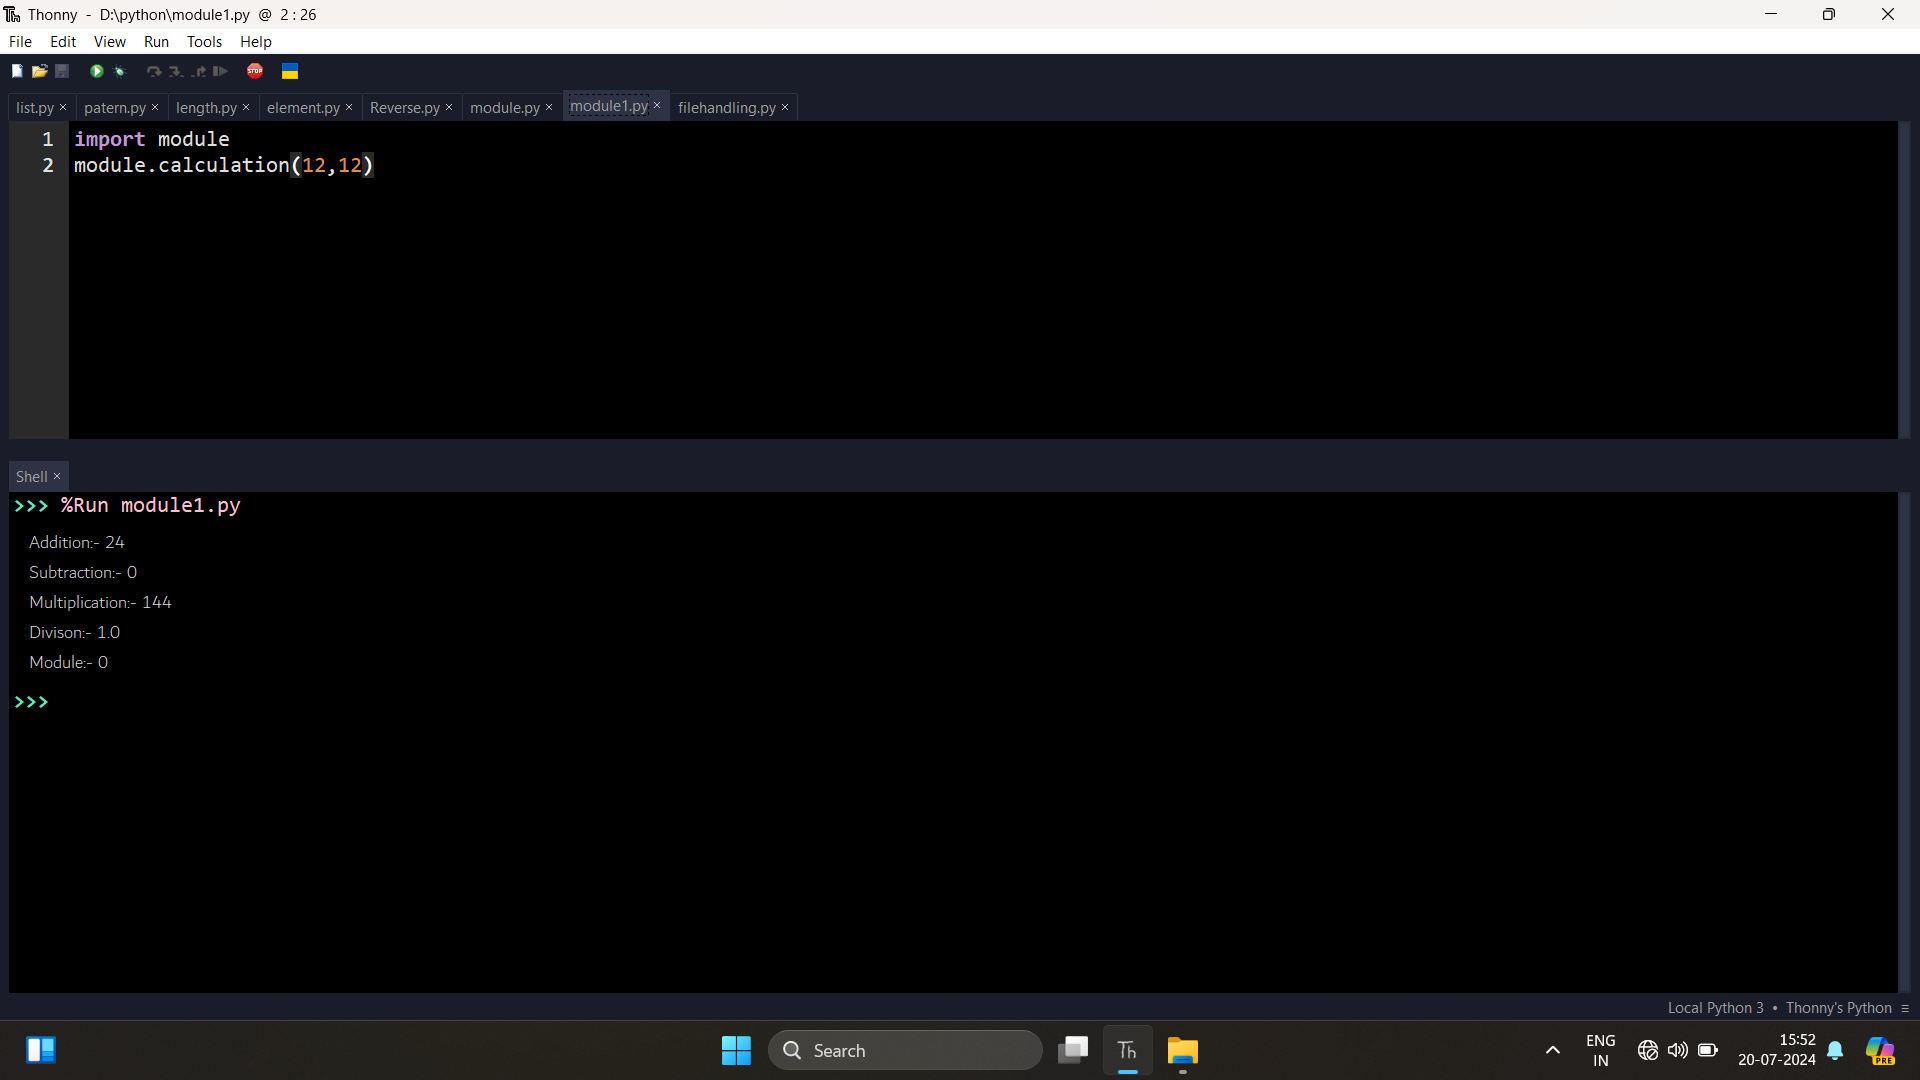 Thonny - D:\python\module1.py @ 2:26
File Edit View Run Tools Help
STOP
list.py × patern.py × length.py × element.py × Reverse.py × module.py × module1.py × filehandling.py ×
1 import module
2 module.calculation(12,12)
Shell ×
>>> %Run module1.py
Addition:- 24
Subtraction:- 0
Multiplication:- 144
Divison:- 1.0
Module:- 0
>>>
Local Python 3 • Thonny's Python ≡
Search
Th
ENG
IN
15:52
20-07-2024
PRE